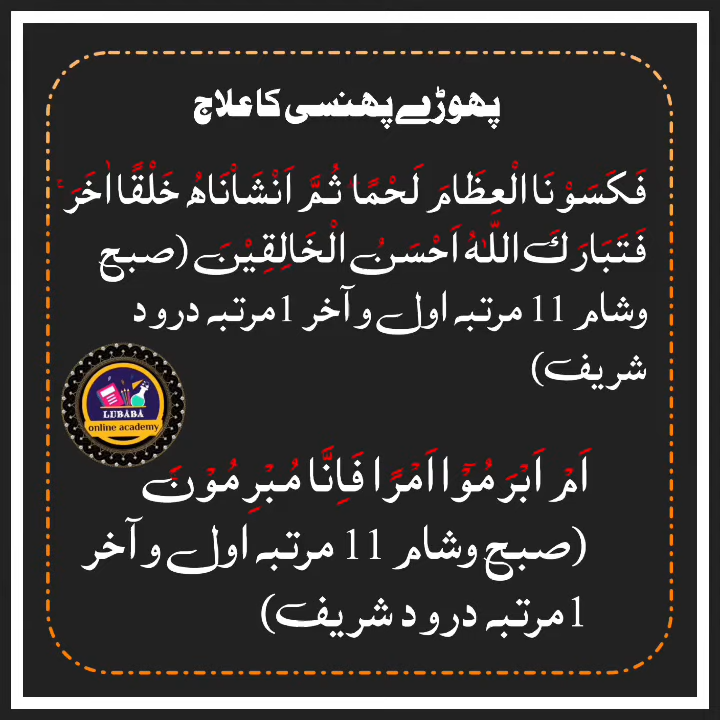 پھوڑے پھنسی کا علاج
فَكَسَوْنَا الْعِظَامَ لَحْمًا ثُمَّ اَنْشَاْنَاهُ خَلْقًا اٰخَرَ ۚ
فَتَبَارَكَ اللّٰهُ اَحْسَنُ الْخَالِقِيْنَ (صبح
وشام 11 مرتبہ اول و آخر 1 مرتبہ درود
شریف)
LUBABA
online academy
اَمْ اَبْرَمُوْٓا اَمْرًا فَاِنَّا مُبْرِمُوْنَۚ
(صبح وشام 11 مرتبہ اول و آخر
1 مرتبہ درود شریف)